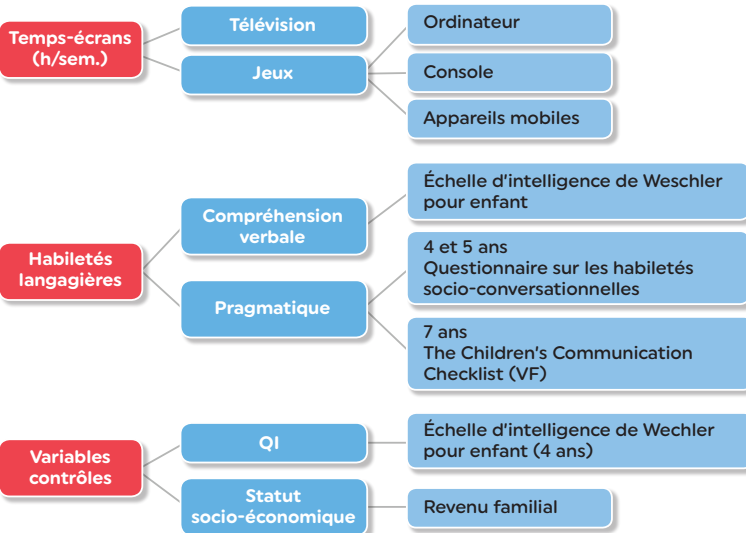 Temps-écrans
(h/sem.)
Télévision
Jeux
Ordinateur
Console
Appareils mobiles
Habiletés
langagières
Compréhension
verbale
Échelle d'intelligence de Weschler
pour enfant
Pragmatique
4 et 5 ans
Questionnaire sur les habiletés
socio-conversationnelles
7 ans
The Children's Communication
Checklist (VF)
Variables
contrôles
QI
Échelle d'intelligence de Wechler
pour enfant (4 ans)
Statut
socio-économique
Revenu familial